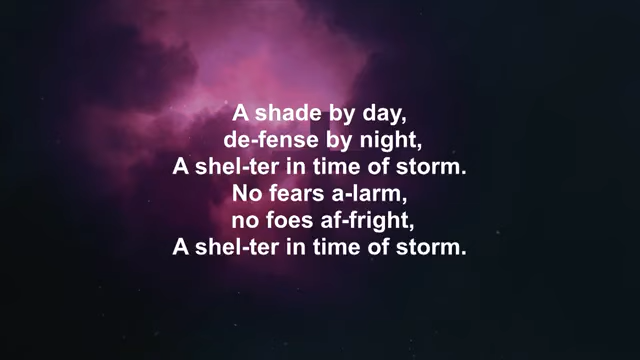 A shade by day,
de-fense by night,
A shel-ter in time of storm.
No fears a-larm,
no foes af-fright,
A shel-ter in time of storm.